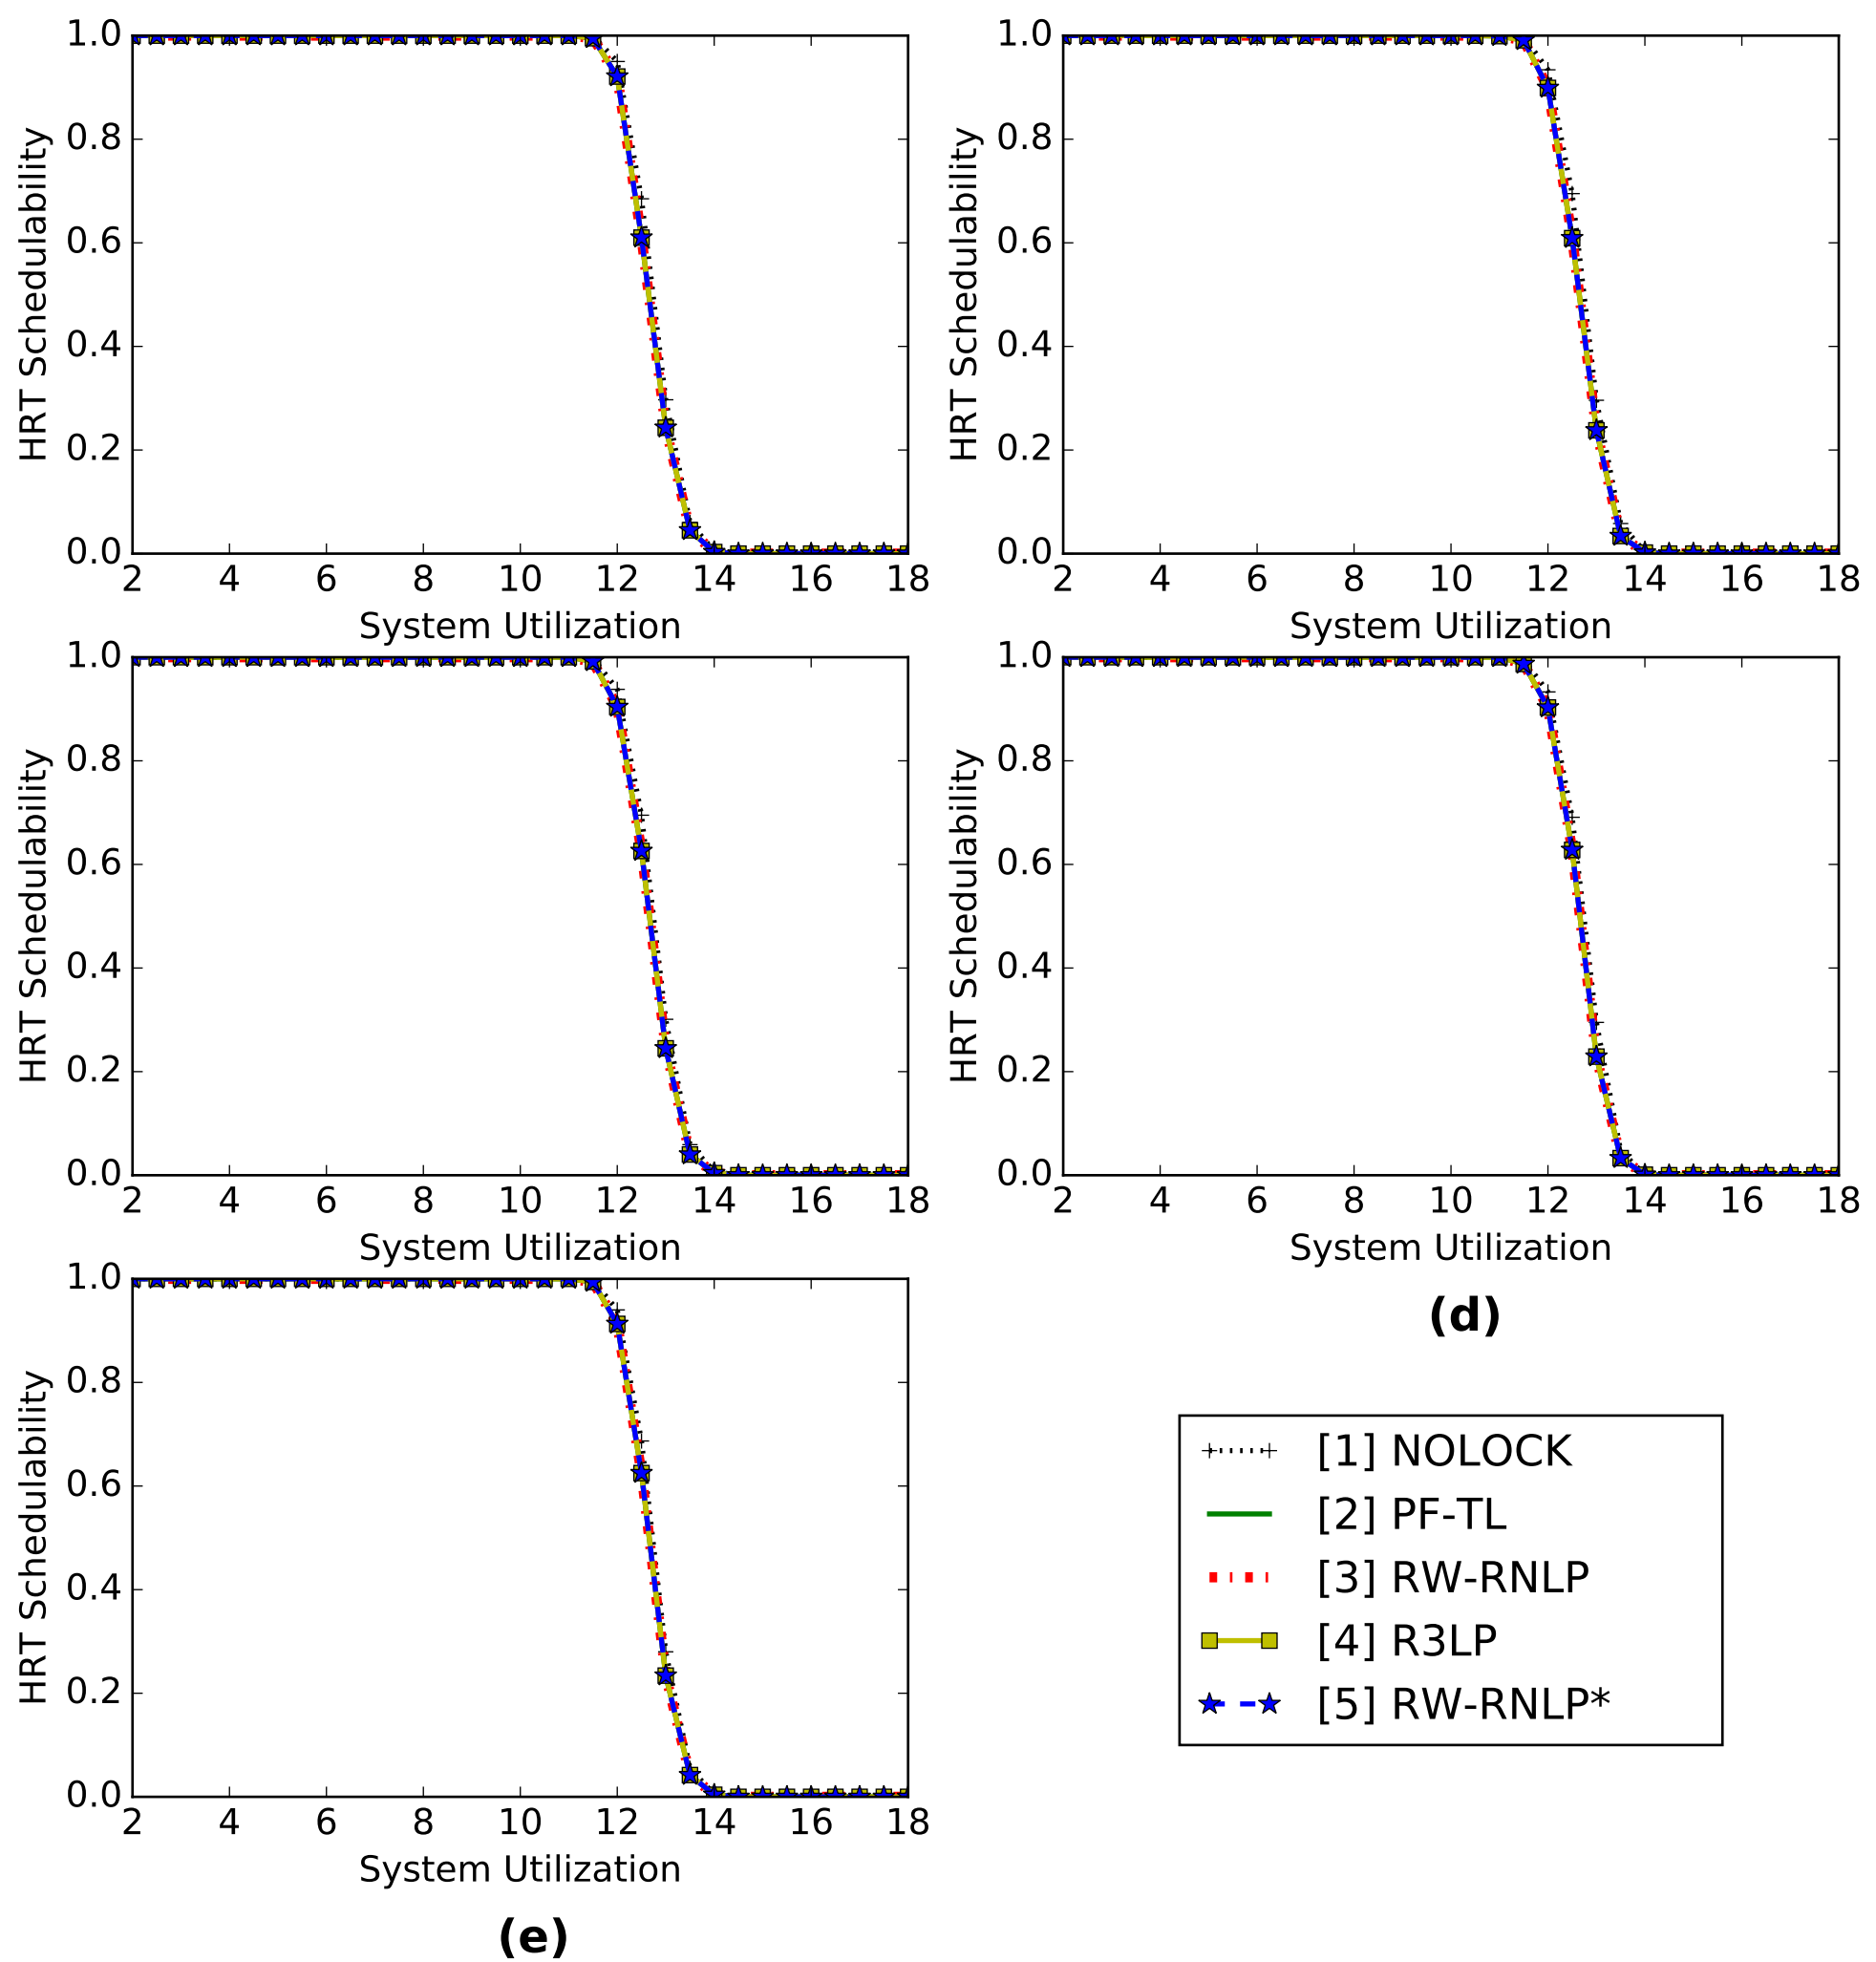 1.0
0.8
0.6
0.4
0.2
0.0
2 4 6 8 10 12 14 16 18
HRT Schedulability
System Utilization
1.0
0.8
0.6
0.4
0.2
0.0
2 4 6 8 10 12 14 16 18
HRT Schedulability
System Utilization
1.0
0.8
0.6
0.4
0.2
0.0
2 4 6 8 10 12 14 16 18
HRT Schedulability
System Utilization
1.0
0.8
0.6
0.4
0.2
0.0
2 4 6 8 10 12 14 16 18
HRT Schedulability
System Utilization
(d)
1.0
0.8
0.6
0.4
0.2
0.0
2 4 6 8 10 12 14 16 18
HRT Schedulability
System Utilization
(e)
[1] NOLOCK
[2] PF-TL
[3] RW-RNLP
[4] R3LP
[5] RW-RNLP*